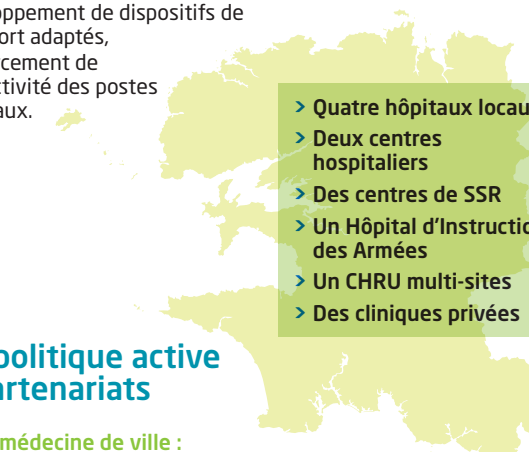 oppement de dispositifs de
ort adaptés,
rcement de
ctivité des postes
aux.
> Quatre hôpitaux locau
> Deux centres
hospitaliers
> Des centres de SSR
> Un Hôpital d'Instructio
des Armées
> Un CHRU multi-sites
> Des cliniques privées
politique active
artenariats
médecine de ville :